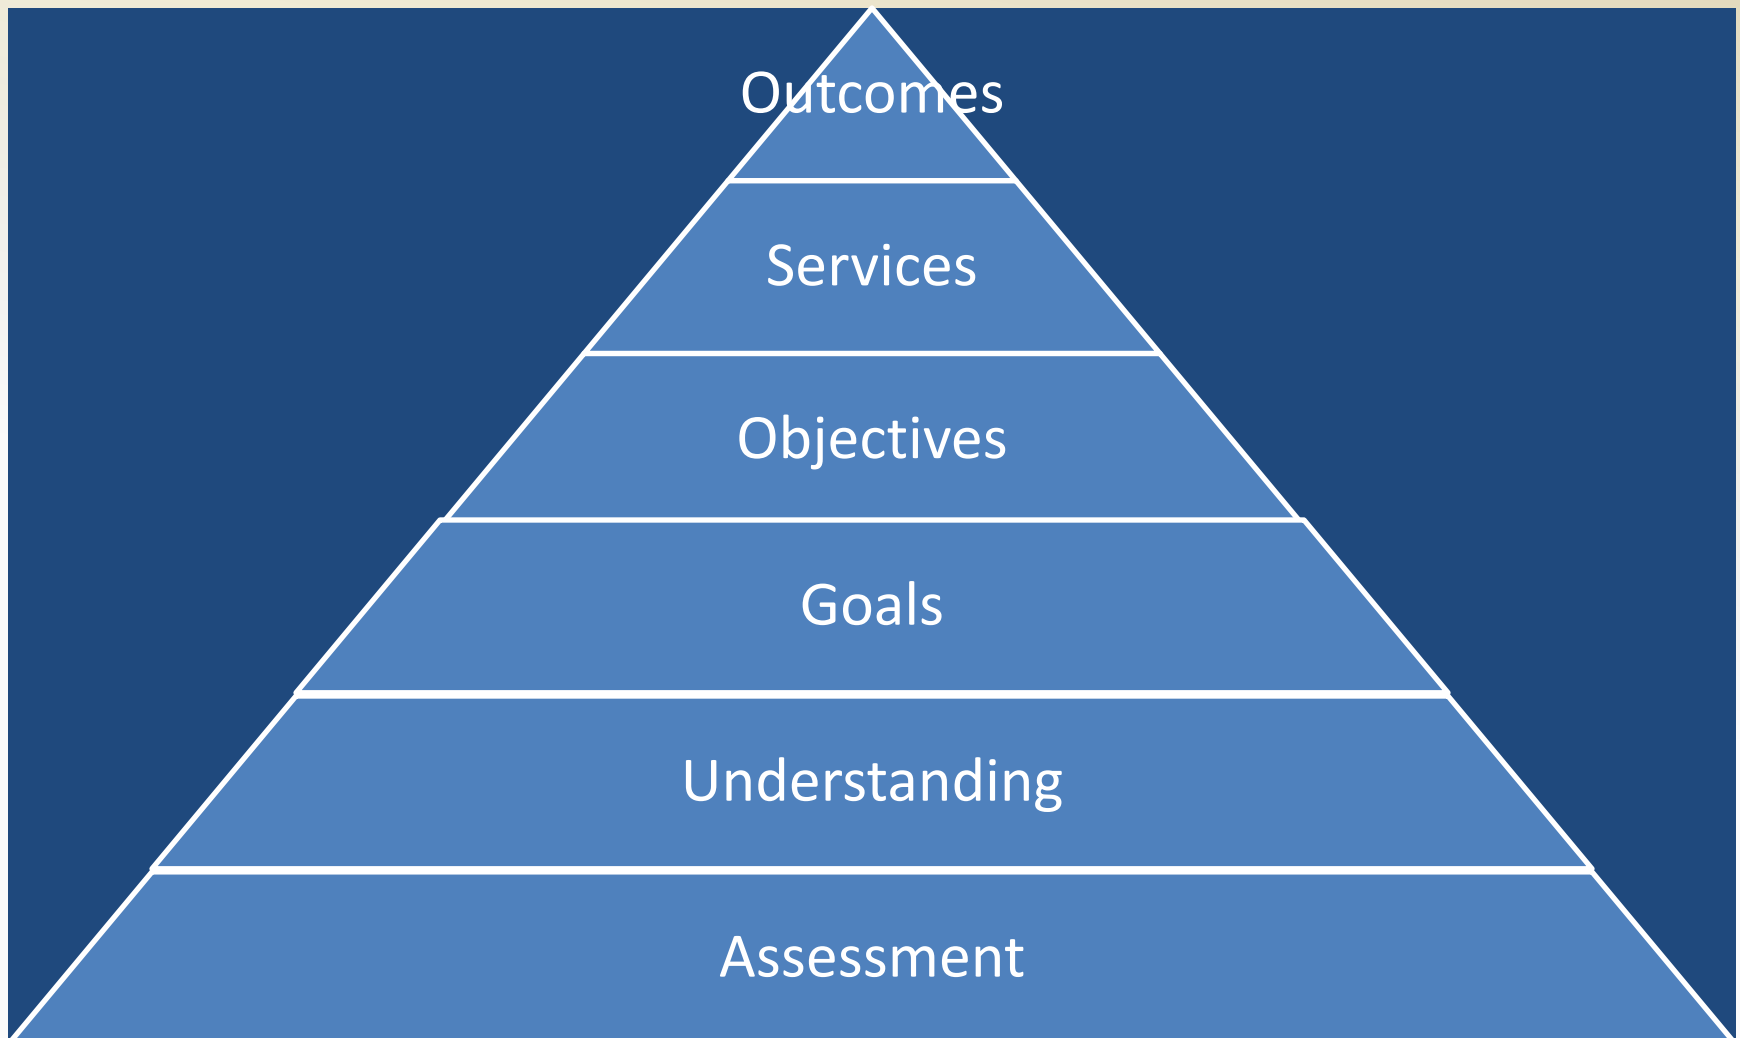 Outcomes
Services
Objectives
Goals
Understanding
Assessment